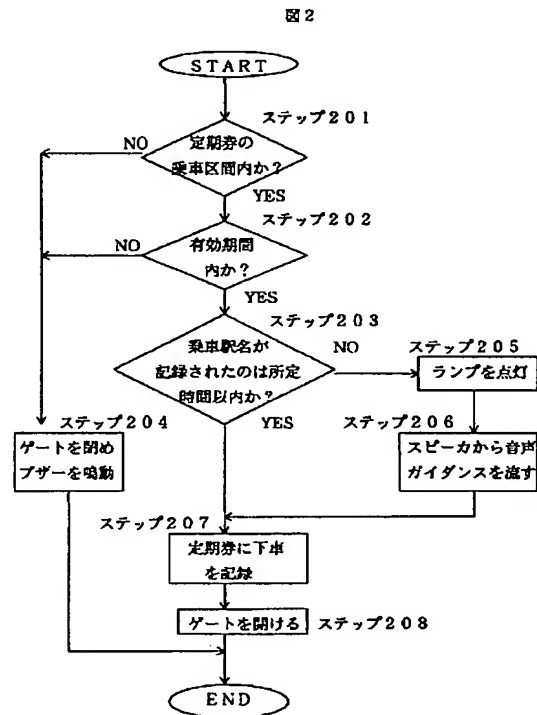 図2
START
ステップ201
NO
定期券の
乗車区間内か?
YES
ステップ202
NO
有効期間
内か?
YES
ステップ203
乗車駅名が
記録されたのは所定
時間以内か?
NO
YES
ステップ205
ランプを点灯
ステップ204
ゲートを閉め
ブザーを鳴動
ステップ206
スピーカから音声
ガイダンスを流す
ステップ207
定期券に下車
を記録
ゲートを開ける
ステップ208
END